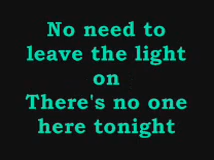 No need to
leave the light
on
There's no one
here tonight